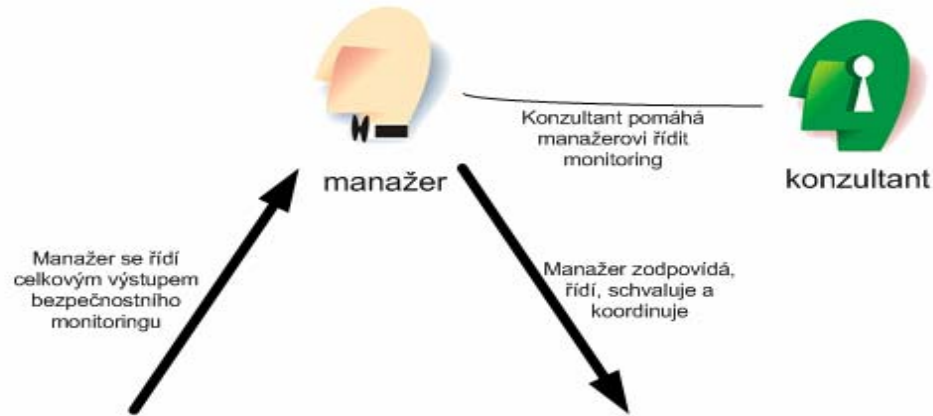 Konzultant pomáhá
manažerovi řídit
monitoring
manažer
konzultant
Manažer se řídí
celkovým výstupem
bezpečnostního
monitoringu
Manažer zodpovídá,
řídí, schvaluje a
koordinuje